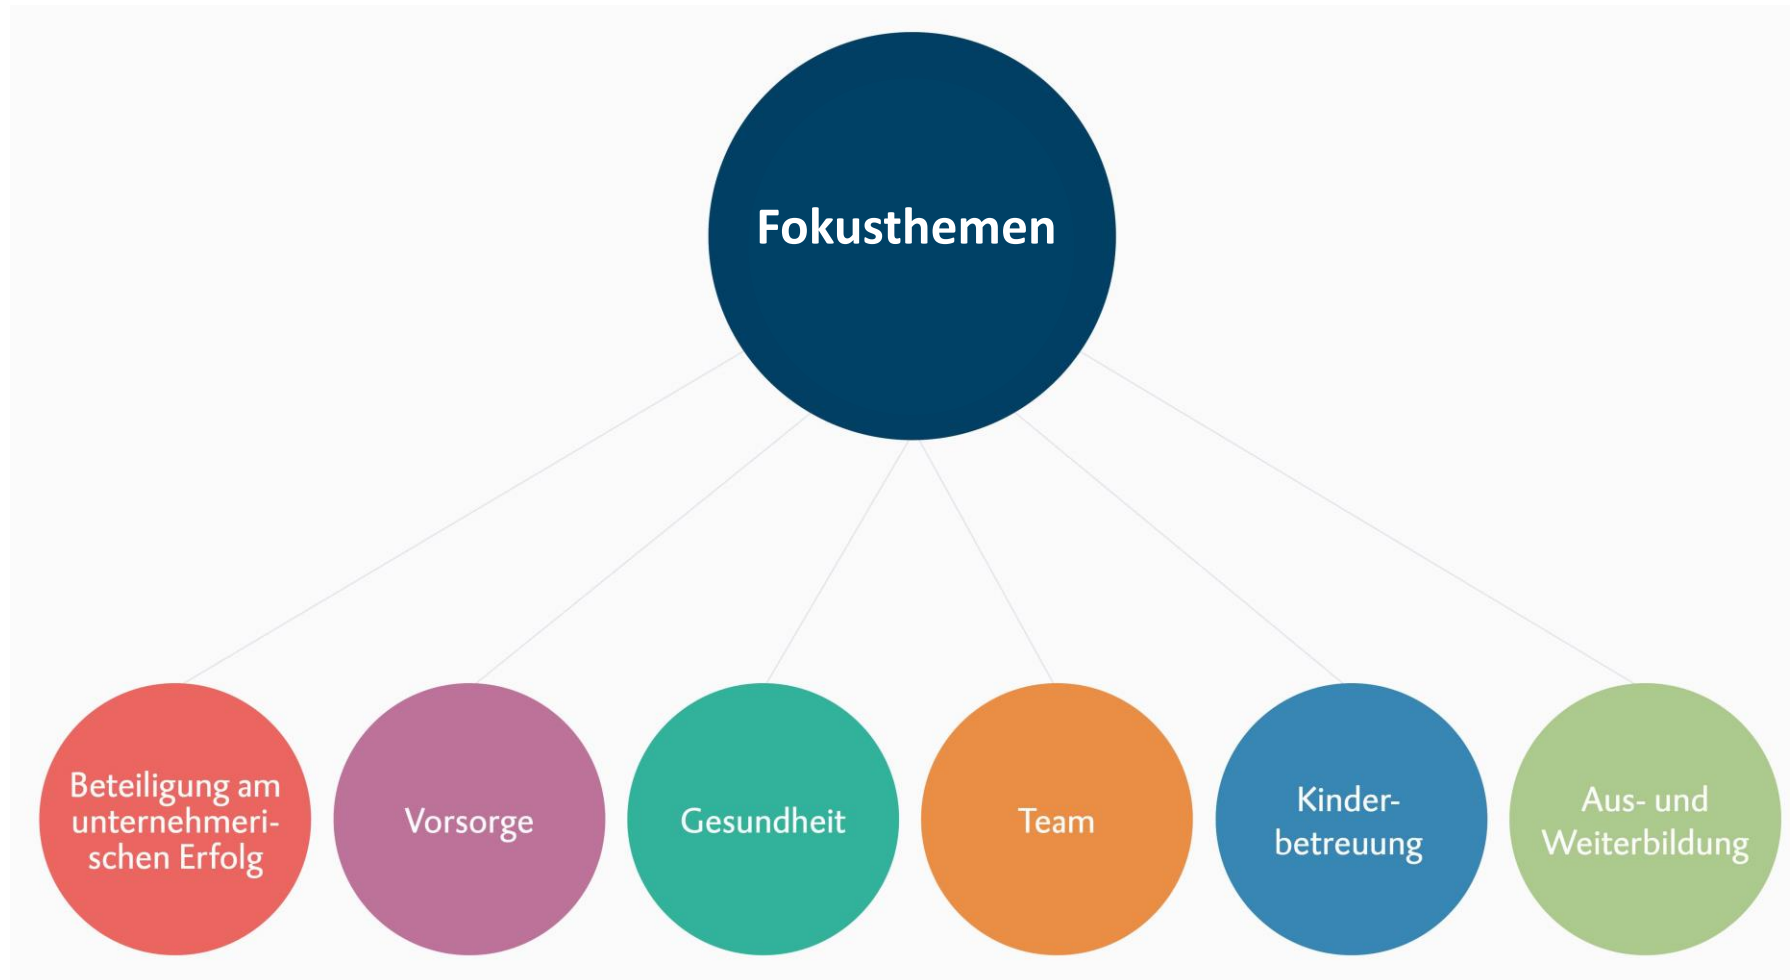 Fokusthemen
Beteiligung am
unternehmeri-
schen Erfolg
Vorsorge
Gesundheit
Team
Kinder-
betreuung
Aus- und
Weiterbildung